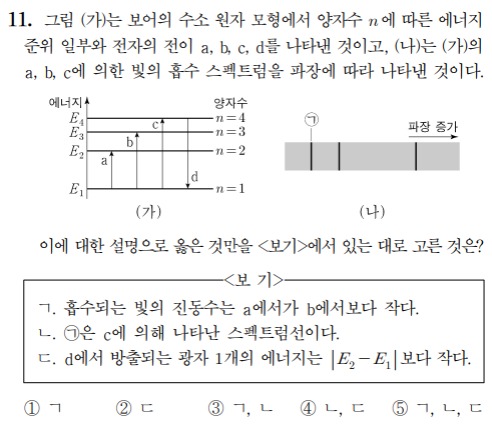 11. 그림 (가)는 보어의 수소 원자 모형에서 양자수 n에 따른 에너지
준위 일부와 전자의 전이 a, b, c, d를 나타낸 것이고, (나)는 (가)의
a, b, c에 의한 빛의 흡수 스펙트럼을 파장에 따라 나타낸 것이다.
에너지 양자수
E₄ n=4
E₃ n=3
E₂ n=2
E₁ n=1
a
b
c
d
(가)
㉠
파장 증가
(나)
이에 대한 설명으로 옳은 것만을 <보기>에서 있는 대로 고른 것은?
<보 기>
ㄱ. 흡수되는 빛의 진동수는 a에서가 b에서보다 작다.
ㄴ. ㉠은 c에 의해 나타난 스펙트럼선이다.
ㄷ. d에서 방출되는 광자 1개의 에너지는 |E₂－E₁|보다 작다.
① ㄱ ② ㄷ ③ ㄱ, ㄴ ④ ㄴ, ㄷ ⑤ ㄱ, ㄴ, ㄷ